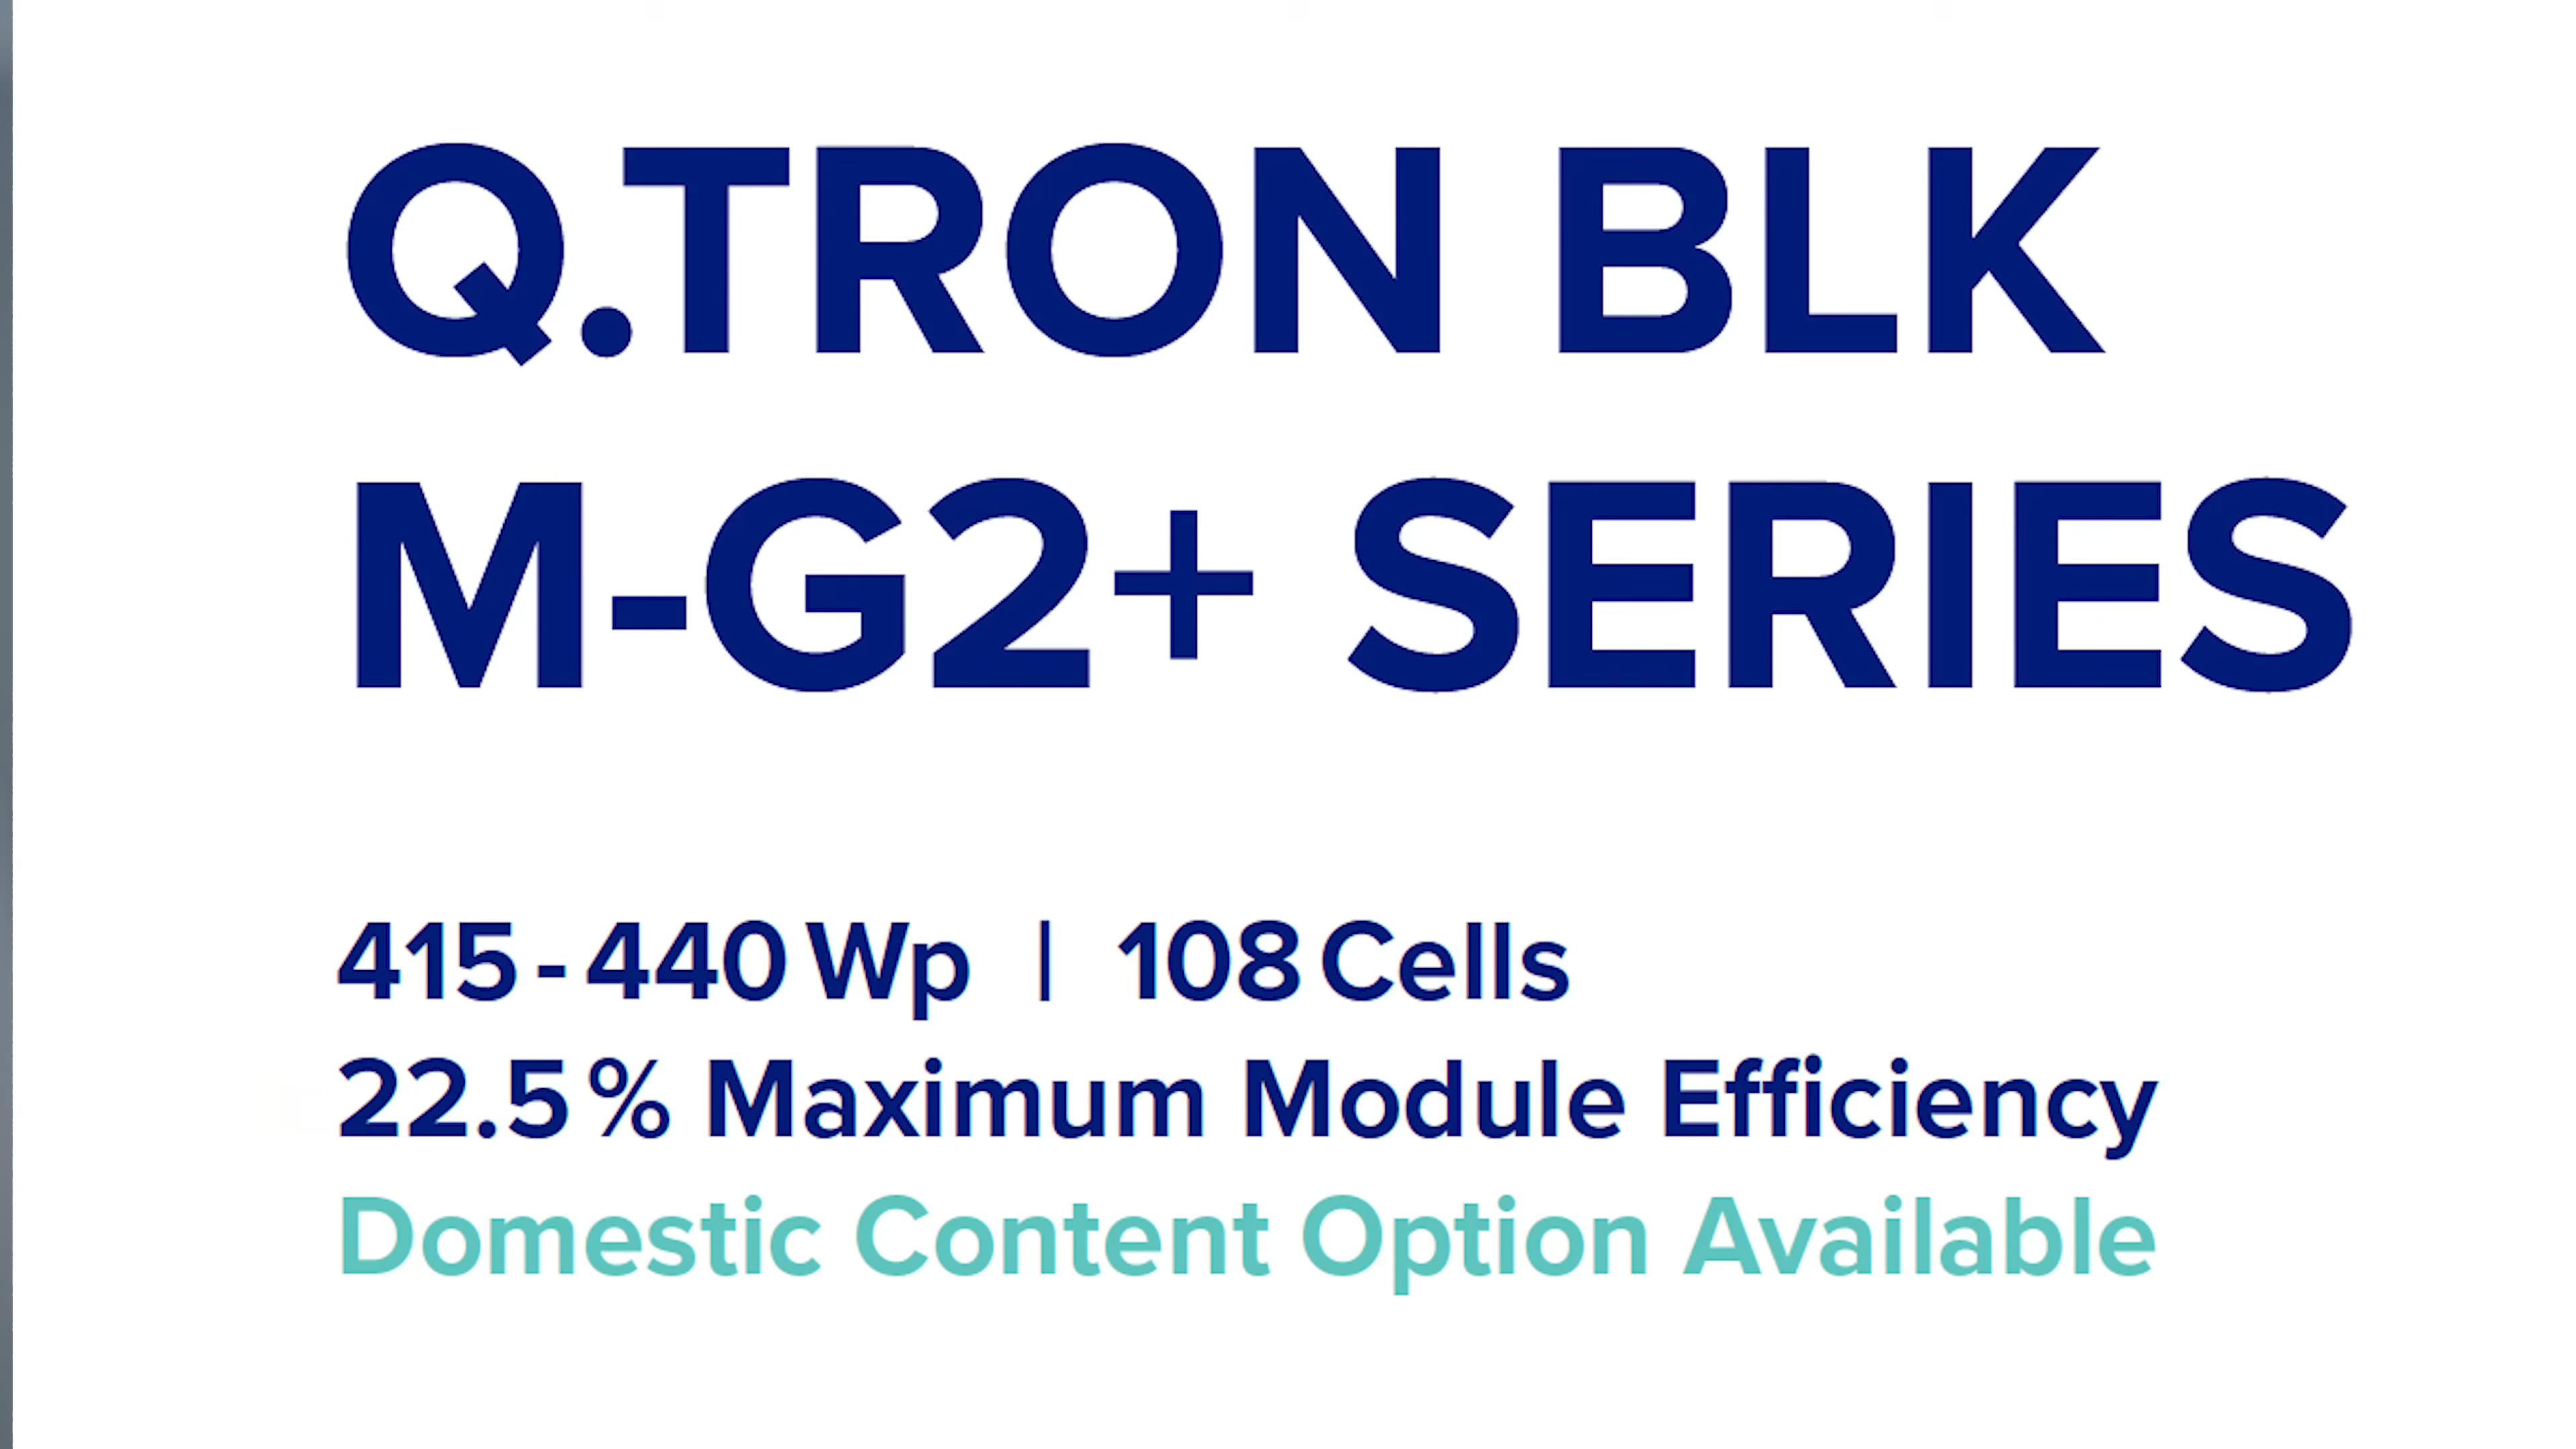 Q.TRON BLK
M-G2+ SERIES
415-440 Wp | 108 Cells
22.5% Maximum Module Efficiency
Domestic Content Option Available